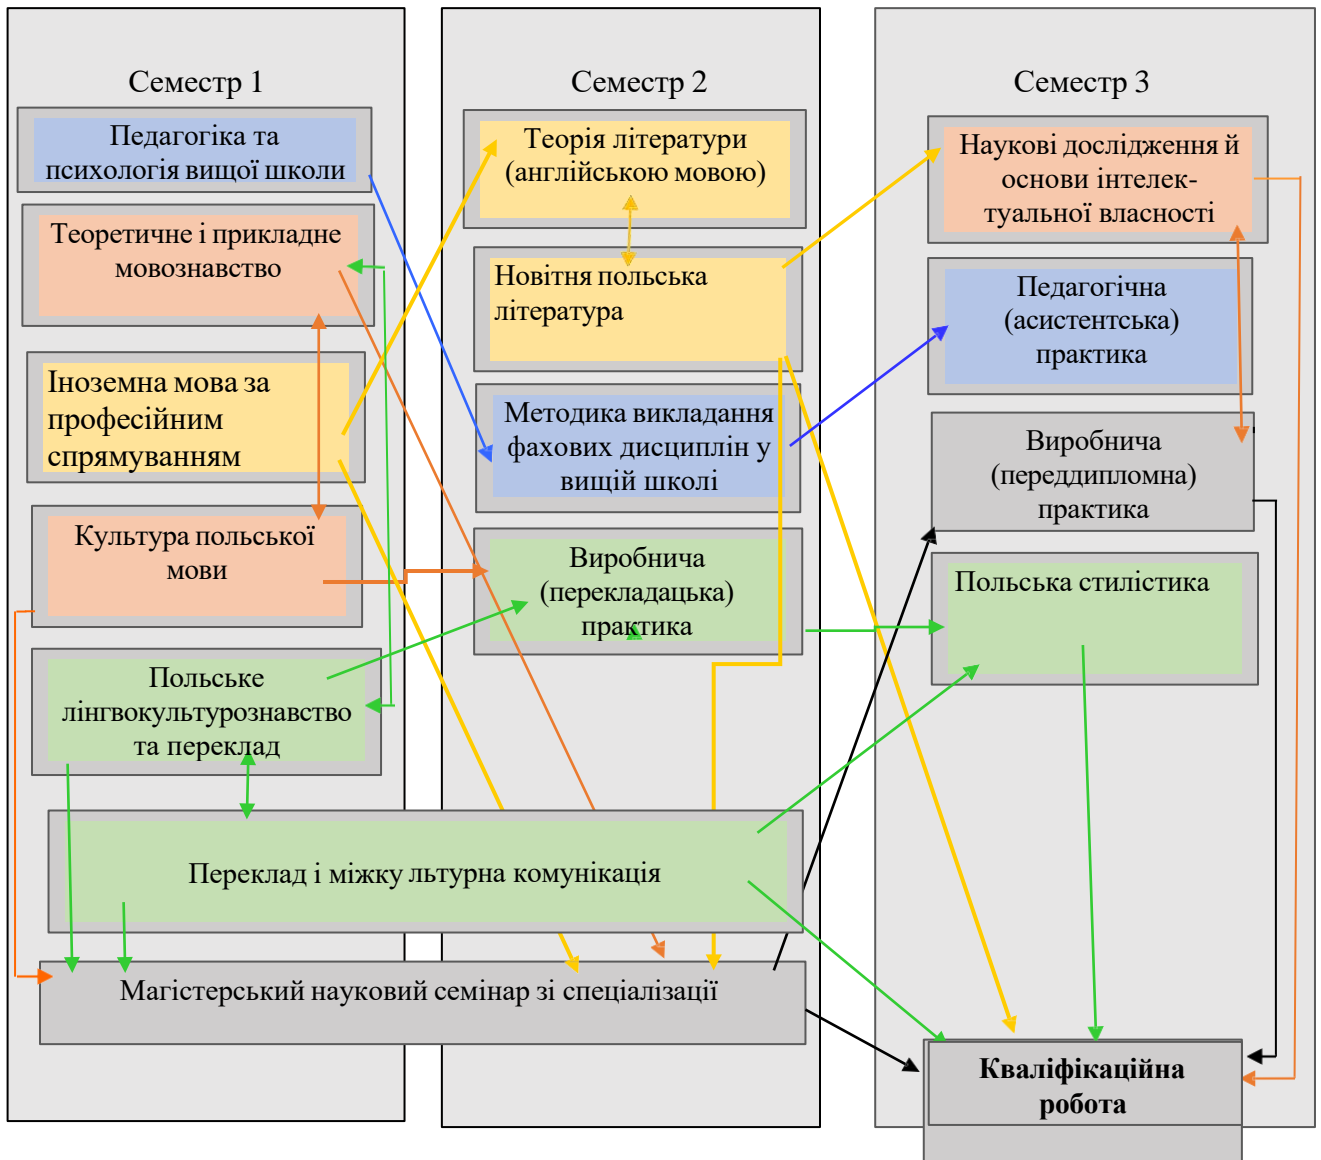 Семестр 1
Педагогіка та
психологія вищої школи
Теоретичне і прикладне
мовознавство
Іноземна мова за
професійним
спрямуванням
Культура польської
мови
Польське
лінгвокультурознавство
та переклад
Семестр 2
Теорія літератури
(англійською мовою)
Новітня польська
література
Методика викладання
фахових дисциплін у
вищій школі
Виробнича
(перекладацька)
практика
Семестр 3
Наукові дослідження й
основи інтелек-
туальної власності
Педагогічна
(асистентська)
практика
Виробнича
(переддипломна)
практика
Польська стилістика
Переклад і міжку льтурна комунікація
Магістерський науковий семінар зі спеціалізації
Кваліфікаційна
робота